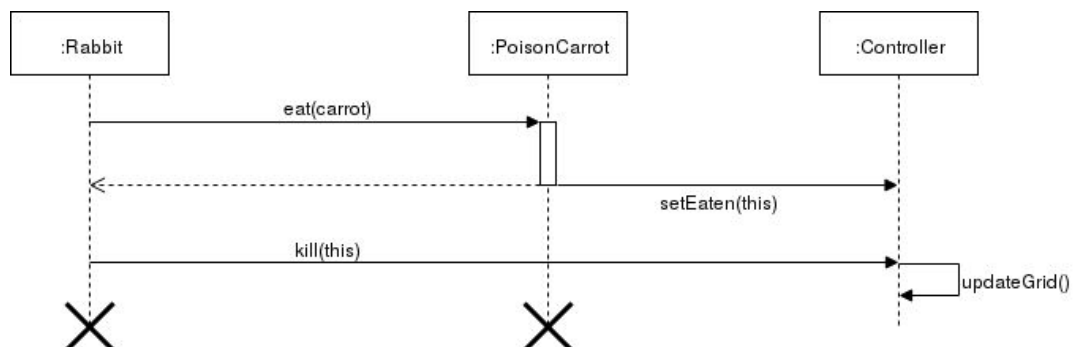 :Rabbit
:PoisonCarrot
:Controller
eat(carrot)
setEaten(this)
kill(this)
updateGrid()